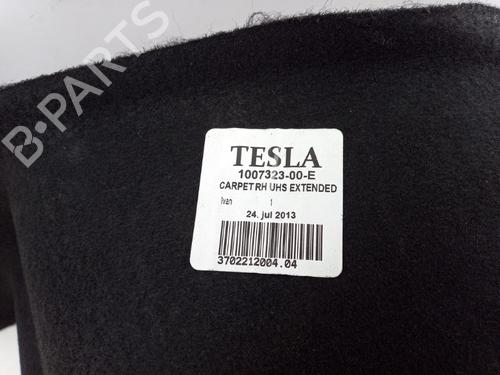 B-PARTS
TESLA
1007323-00-E
CARPET RH UHS EXTENDED
Ivan 1
24. jul 2013
3702212004.04